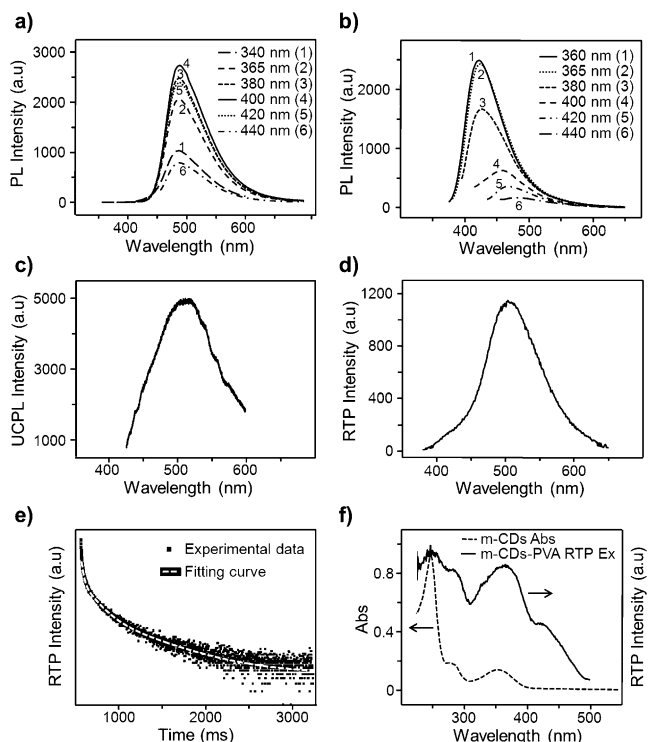 a)
PL Intensity (a.u)
3000
2000
1000
0
400
500
600
Wavelength (nm)
340 nm (1)
365 nm (2)
380 nm (3)
400 nm (4)
420 nm (5)
440 nm (6)
4
3
5
2
1
6
b)
PL Intensity (a.u)
2000
1000
0
400
500
600
Wavelength (nm)
360 nm (1)
365 nm (2)
380 nm (3)
400 nm (4)
420 nm (5)
440 nm (6)
1
2
3
4
5
6
c)
UCPL Intensity (a.u)
5000
3000
1000
400
500
600
Wavelength (nm)
d)
RTP Intensity (a.u)
1200
800
400
0
400
500
600
Wavelength (nm)
e)
RTP Intensity (a.u)
Experimental data
Fitting curve
1000
2000
3000
Time (ms)
f)
Abs
0.8
0.4
0
m-CDs Abs
m-CDs-PVA RTP Ex
RTP Intensity (a.u)
300
400
500
Wavelength (nm)